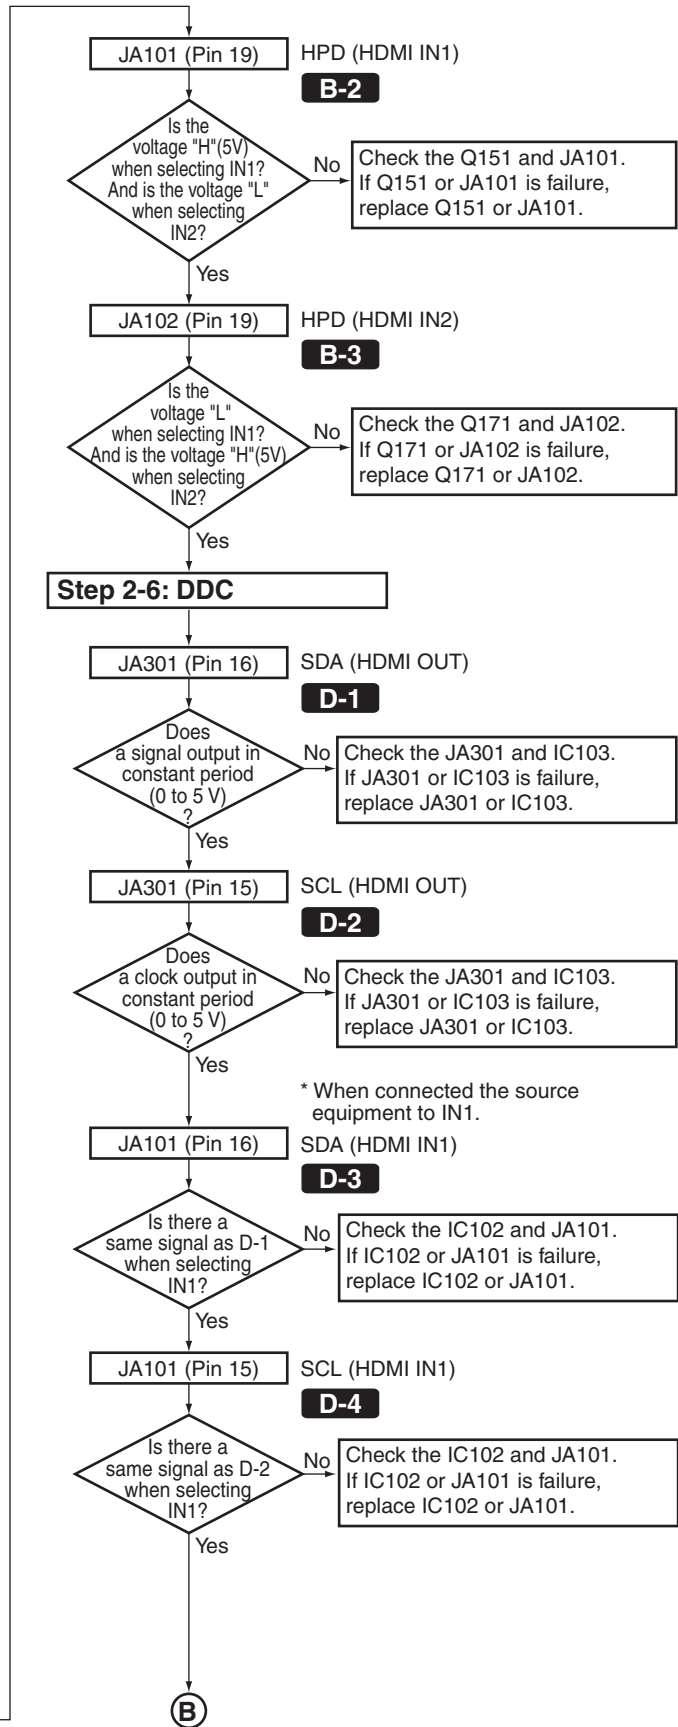 JA101 (Pin 19)
HPD (HDMI IN1)
B-2
Is the
voltage "H"(5V)
when selecting IN1?
And is the voltage "L"
when selecting
IN2?
No
Check the Q151 and JA101.
If Q151 or JA101 is failure,
replace Q151 or JA101.
Yes
JA102 (Pin 19)
HPD (HDMI IN2)
B-3
Is the
voltage "L"
when selecting IN1?
And is the voltage "H"(5V)
when selecting
IN2?
No
Check the Q171 and JA102.
If Q171 or JA102 is failure,
replace Q171 or JA102.
Yes
Step 2-6: DDC
JA301 (Pin 16)
SDA (HDMI OUT)
D-1
Does
a signal output in
constant period
(0 to 5 V)
?
No
Check the JA301 and IC103.
If JA301 or IC103 is failure,
replace JA301 or IC103.
Yes
JA301 (Pin 15)
SCL (HDMI OUT)
D-2
Does
a clock output in
constant period
(0 to 5 V)
?
No
Check the JA301 and IC103.
If JA301 or IC103 is failure,
replace JA301 or IC103.
Yes
* When connected the source
equipment to IN1.
JA101 (Pin 16)
SDA (HDMI IN1)
D-3
Is there a
same signal as D-1
when selecting
IN1?
No
Check the IC102 and JA101.
If IC102 or JA101 is failure,
replace IC102 or JA101.
Yes
JA101 (Pin 15)
SCL (HDMI IN1)
D-4
Is there a
same signal as D-2
when selecting
IN1?
No
Check the IC102 and JA101.
If IC102 or JA101 is failure,
replace IC102 or JA101.
Yes
B